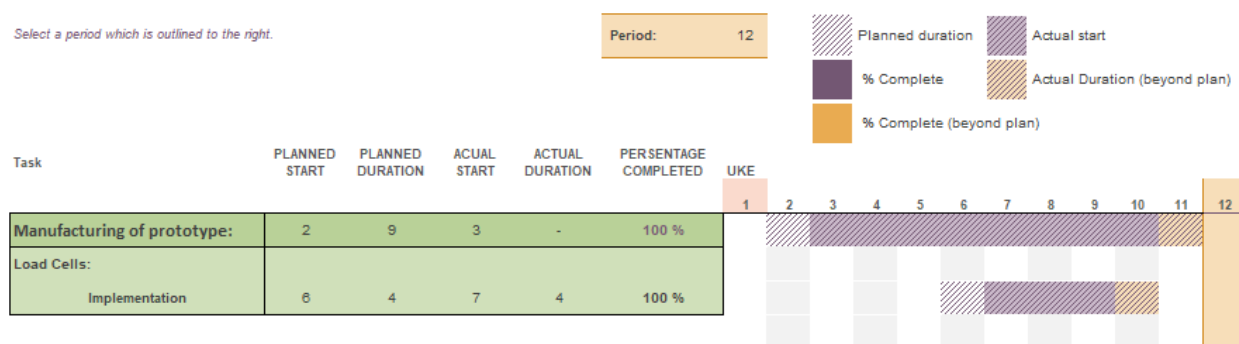 Select a period which is outlined to the right.
Period: 12
Planned duration
Actual start
% Complete
Actual Duration (beyond plan)
% Complete (beyond plan)
Task PLANNED START PLANNED DURATION ACUAL START ACTUAL DURATION PERSENTAGE COMPLETED UKE
1 2 3 4 5 6 7 8 9 10 11 12
Manufacturing of prototype: 2 9 3 - 100 %
Load Cells:
Implementation 6 4 7 4 100 %